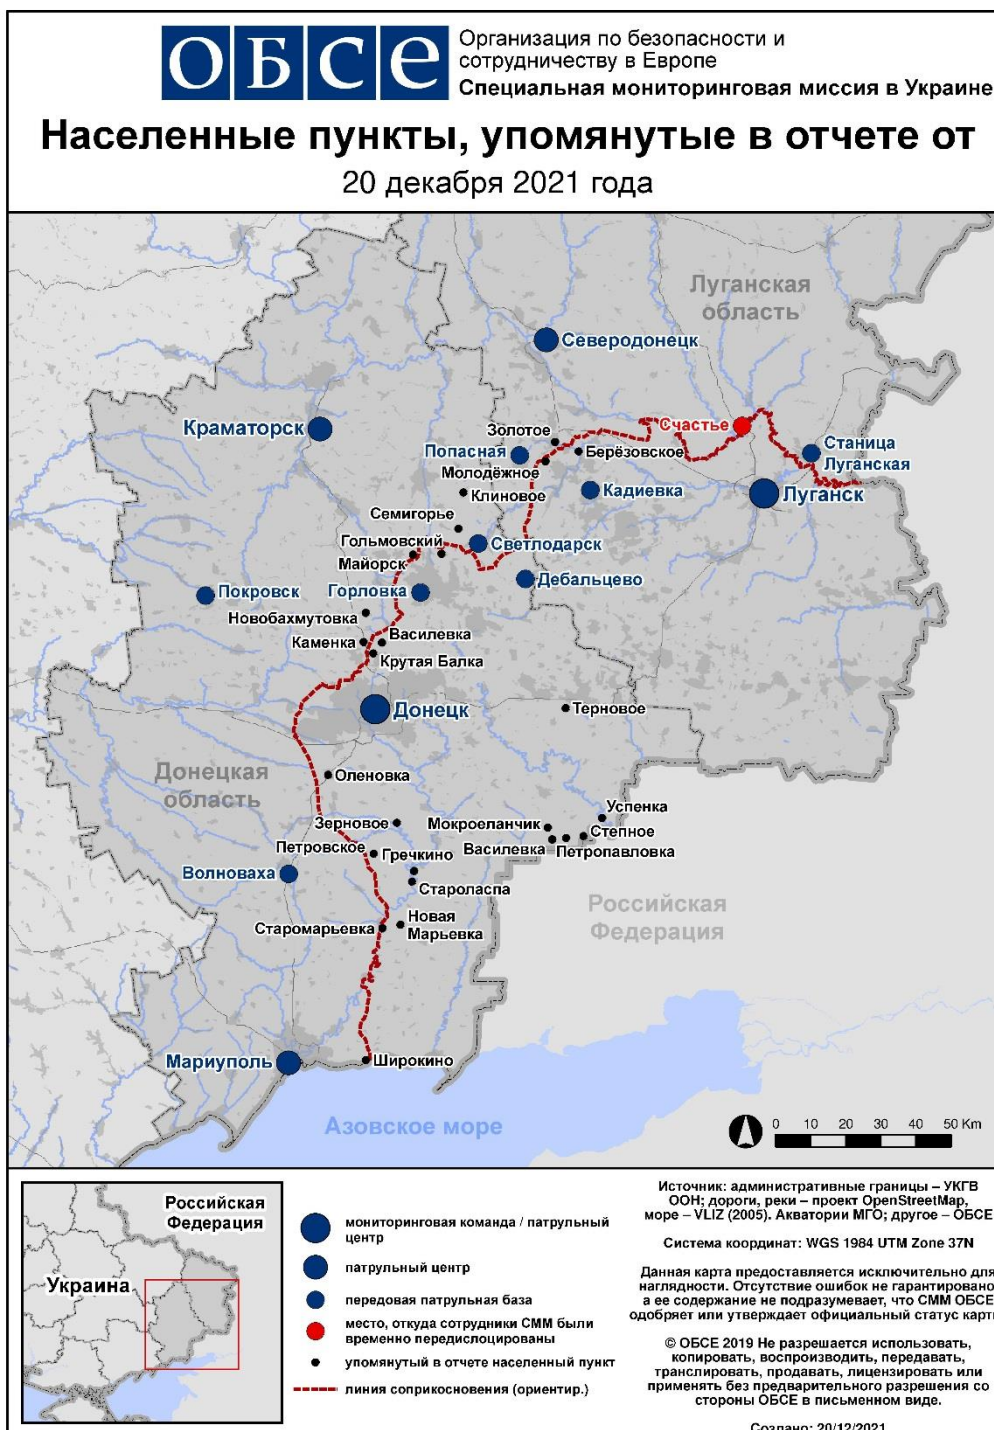 ОБСЕ
Организация по безопасности и
сотрудничеству в Европе
Специальная мониторинговая миссия в Украине
Населенные пункты, упомянутые в отчете от
20 декабря 2021 года
Луганская
область
Северодонецк
Краматорск
Золотое
Счастье
Попасная
Берёзовское
Станица
Луганская
Молодёжное
Клиновое
Кадиевка
Луганск
Семигорье
Гольмовский
Светлодарск
Майорск
Дебальцево
Покровск
Горловка
Новобахмутовка
Каменка
Василевка
Крутая Балка
Донецк
Терновое
Донецкая
область
Оленовка
Успенка
Зерновое
Мокроеланчик
Степное
Петровское
Гречкино
Василевка
Петропавловка
Волноваха
Староласпа
Российская
Федерация
Старомарьевка
Новая
Марьевка
Мариуполь
Широкино
Азовское море
0 10 20 30 40 50 Km
Российская
Федерация
Украина
мониторинговая команда / патрульный
центр
патрульный центр
передовая патрульная база
место, откуда сотрудники СММ были
временно передислоцированы
упомянутый в отчете населенный пункт
линия соприкосновения (ориентир.)
Источник: административные границы – УКГВ
ООН; дороги, реки – проект OpenStreetMap,
море – VLIZ (2005). Акватории МГО; другое – ОБСЕ
Система координат: WGS 1984 UTM Zone 37N
Данная карта предоставляется исключительно для
наглядности. Отсутствие ошибок не гарантировано
а ее содержание не подразумевает, что СММ ОБСЕ
одобряет или утверждает официальный статус карт
© ОБСЕ 2019 Не разрешается использовать,
копировать, воспроизводить, передавать,
транслировать, продавать, лицензировать или
применять без предварительного разрешения со
стороны ОБСЕ в письменном виде.
Создано: 20/12/2021